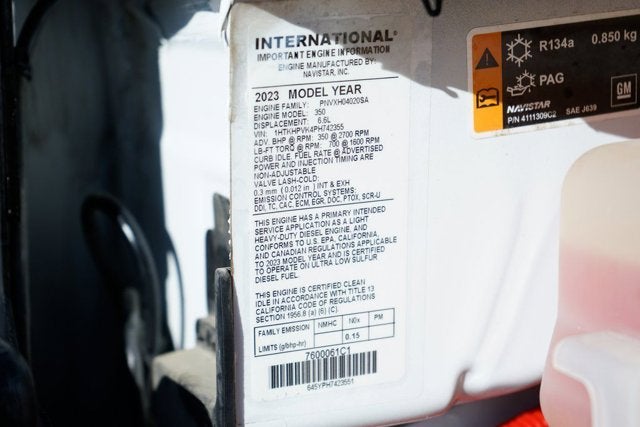 INTERNATIONAL®
IMPORTANT ENGINE INFORMATION
ENGINE MANUFACTURED BY:
NAVISTAR, INC.
2023 MODEL YEAR
ENGINE FAMILY: PNVXH04020SA
ENGINE MODEL: 350
DISPLACEMENT: 6.6L
VIN: 1HTKHPVK4PH742355
ADV. BHP @ RPM: 350 @ 2700 RPM
LB-FT TORQ @ RPM: 700 @ 1600 RPM
CURB IDLE, FUEL RATE @ ADVERTISED
POWER AND INJECTION TIMING ARE
NON-ADJUSTABLE
VALVE LASH-COLD:
0.3 mm (0.012 in) INT & EXH
EMISSION CONTROL SYSTEMS:
DDI, TC, CAC, ECM, EGR, DOC, PTOX, SCR-U
THIS ENGINE HAS A PRIMARY INTENDED
SERVICE APPLICATION AS A LIGHT
HEAVY-DUTY DIESEL ENGINE, AND
CONFORMS TO U.S. EPA, CALIFORNIA,
AND CANADIAN REGULATIONS APPLICABLE
TO 2023 MODEL YEAR AND IS CERTIFIED
TO OPERATE ON ULTRA LOW SULFUR
DIESEL FUEL.
THIS ENGINE IS CERTIFIED CLEAN
IDLE IN ACCORDANCE WITH TITLE 13
CALIFORNIA CODE OF REGULATIONS
SECTION 1956.8 (a) (6) (C)
FAMILY EMISSION NMHC NOx PM
LIMITS (g/bhp-hr) 0.15
7600061C1
645YPH7423551
R134a 0.850 kg
PAG
GM
NAVISTAR SAE J639
P/N 4111309C2